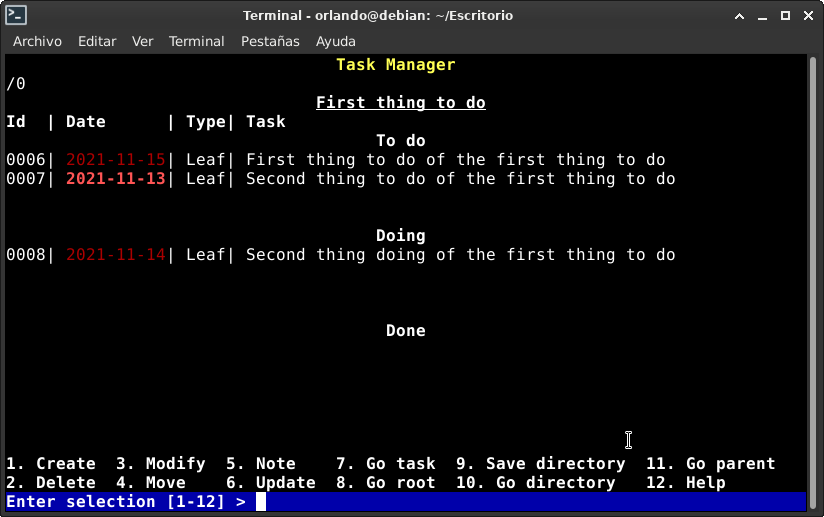 Terminal - orlando@debian: ~/Escritorio
Archivo Editar Ver Terminal Pestañas Ayuda
Task Manager
/0
First thing to do
Id | Date | Type| Task
To do
0006| 2021-11-15| Leaf| First thing to do of the first thing to do
0007| 2021-11-13| Leaf| Second thing to do of the first thing to do
Doing
0008| 2021-11-14| Leaf| Second thing doing of the first thing to do
Done
1. Create 3. Modify 5. Note 7. Go task 9. Save directory 11. Go parent
2. Delete 4. Move 6. Update 8. Go root 10. Go directory 12. Help
Enter selection [1-12] >